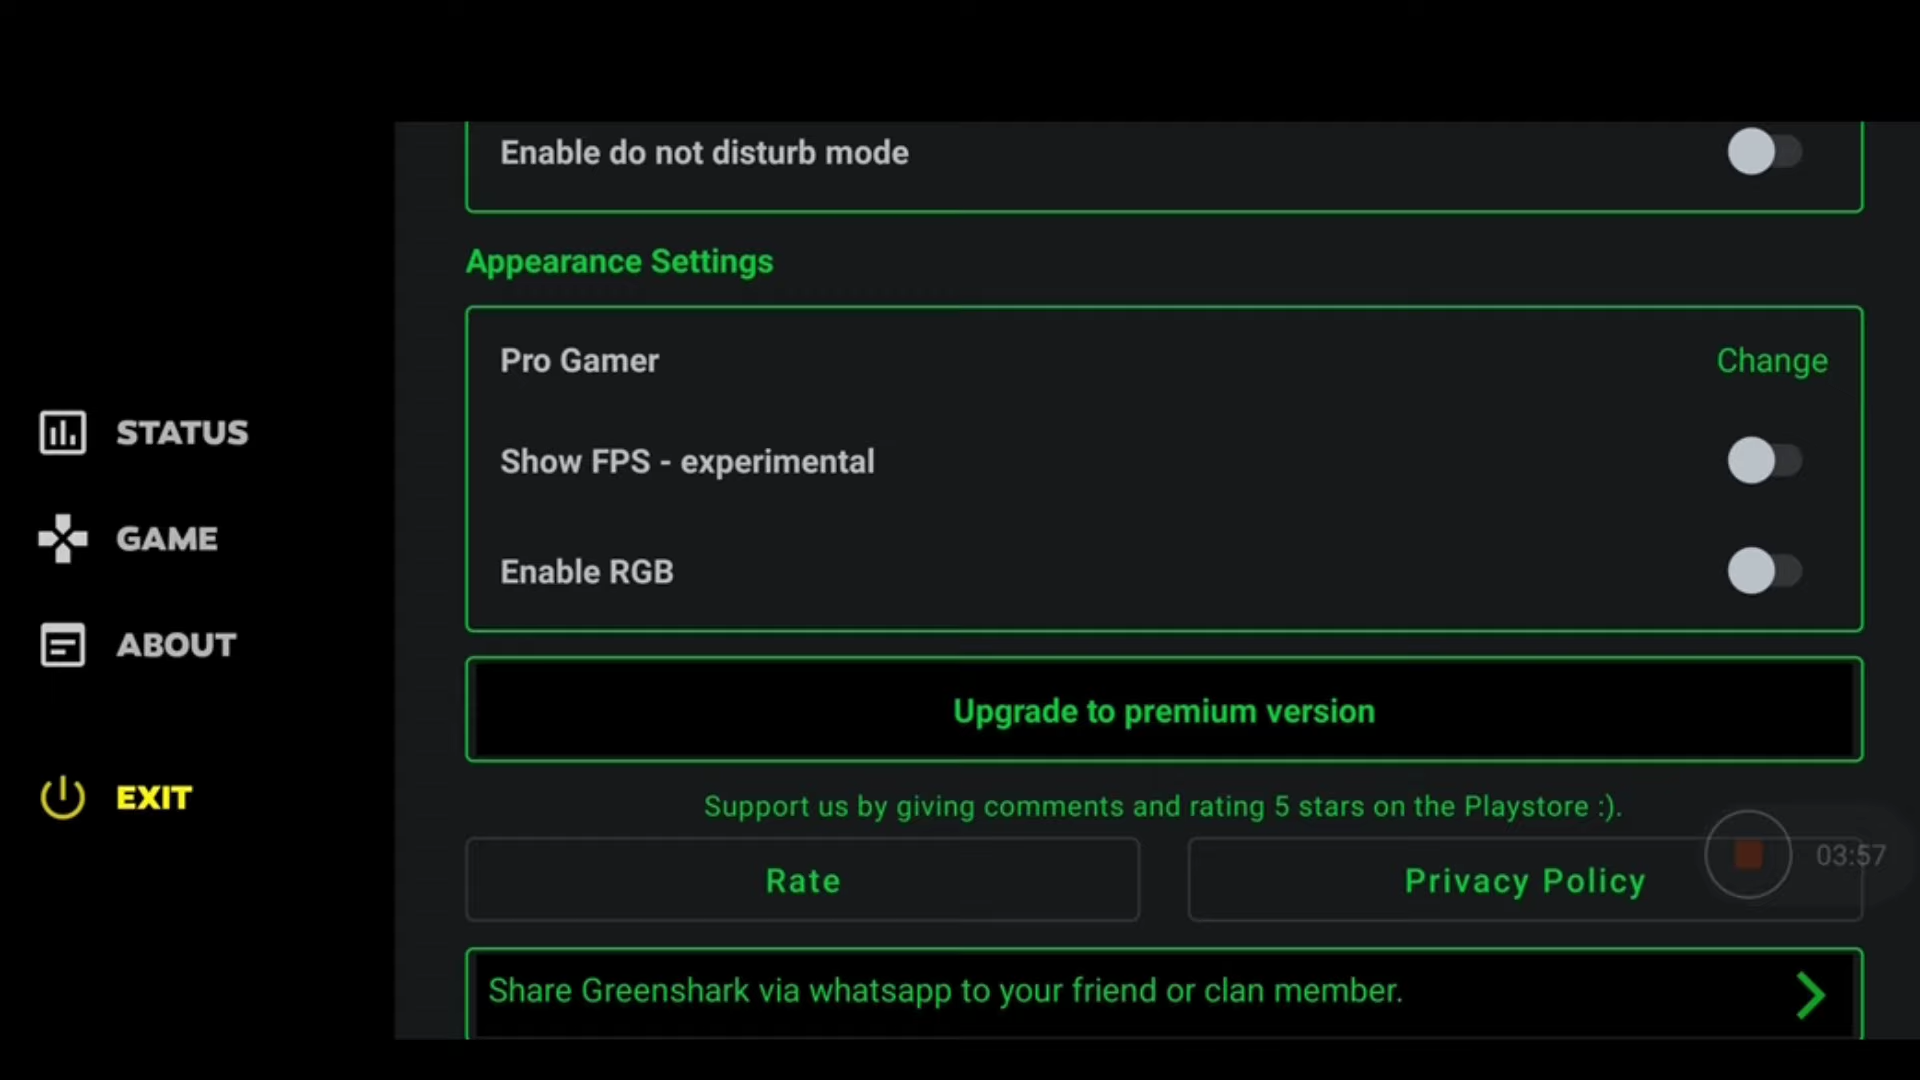 Enable do not disturb mode
Appearance Settings
Pro Gamer
Change
Show FPS - experimental
Enable RGB
STATUS
GAME
ABOUT
EXIT
Upgrade to premium version
Support us by giving comments and rating 5 stars on the Playstore :).
Rate
Privacy Policy
03:57
Share Greenshark via whatsapp to your friend or clan member.